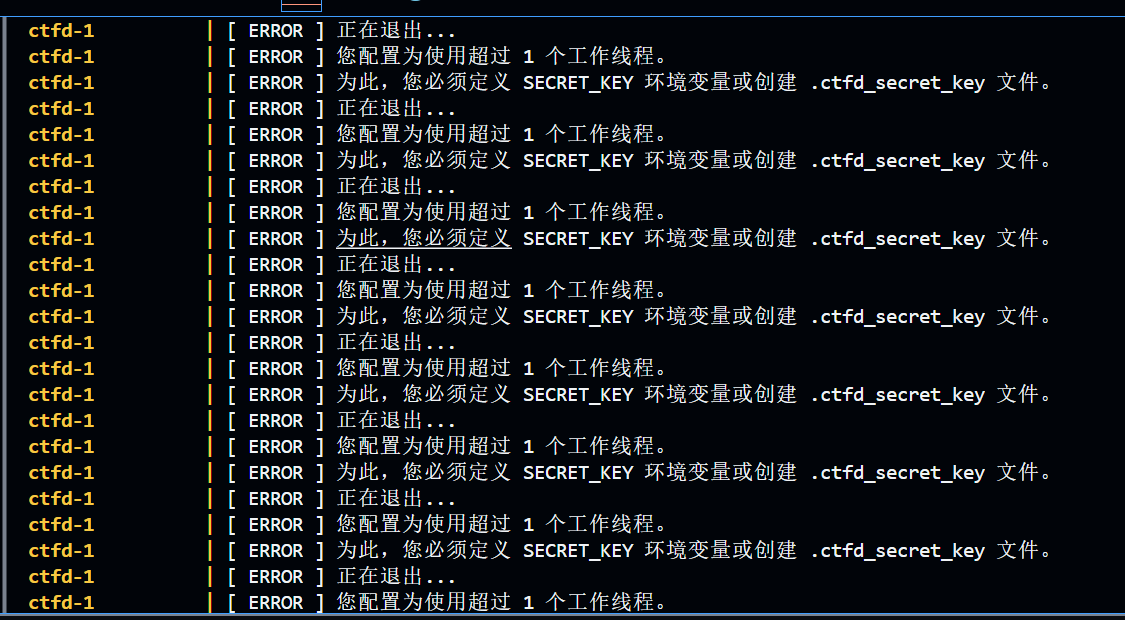 ctfd-1 | [ ERROR ] 正在退出...
ctfd-1 | [ ERROR ] 您配置为使用超过 1 个工作线程。
ctfd-1 | [ ERROR ] 为此，您必须定义 SECRET_KEY 环境变量或创建 .ctfd_secret_key 文件。
ctfd-1 | [ ERROR ] 正在退出...
ctfd-1 | [ ERROR ] 您配置为使用超过 1 个工作线程。
ctfd-1 | [ ERROR ] 为此，您必须定义 SECRET_KEY 环境变量或创建 .ctfd_secret_key 文件。
ctfd-1 | [ ERROR ] 正在退出...
ctfd-1 | [ ERROR ] 您配置为使用超过 1 个工作线程。
ctfd-1 | [ ERROR ] 为此，您必须定义 SECRET_KEY 环境变量或创建 .ctfd_secret_key 文件。
ctfd-1 | [ ERROR ] 正在退出...
ctfd-1 | [ ERROR ] 您配置为使用超过 1 个工作线程。
ctfd-1 | [ ERROR ] 为此，您必须定义 SECRET_KEY 环境变量或创建 .ctfd_secret_key 文件。
ctfd-1 | [ ERROR ] 正在退出...
ctfd-1 | [ ERROR ] 您配置为使用超过 1 个工作线程。
ctfd-1 | [ ERROR ] 为此，您必须定义 SECRET_KEY 环境变量或创建 .ctfd_secret_key 文件。
ctfd-1 | [ ERROR ] 正在退出...
ctfd-1 | [ ERROR ] 您配置为使用超过 1 个工作线程。
ctfd-1 | [ ERROR ] 为此，您必须定义 SECRET_KEY 环境变量或创建 .ctfd_secret_key 文件。
ctfd-1 | [ ERROR ] 正在退出...
ctfd-1 | [ ERROR ] 您配置为使用超过 1 个工作线程。
ctfd-1 | [ ERROR ] 为此，您必须定义 SECRET_KEY 环境变量或创建 .ctfd_secret_key 文件。
ctfd-1 | [ ERROR ] 正在退出...
ctfd-1 | [ ERROR ] 您配置为使用超过 1 个工作线程。